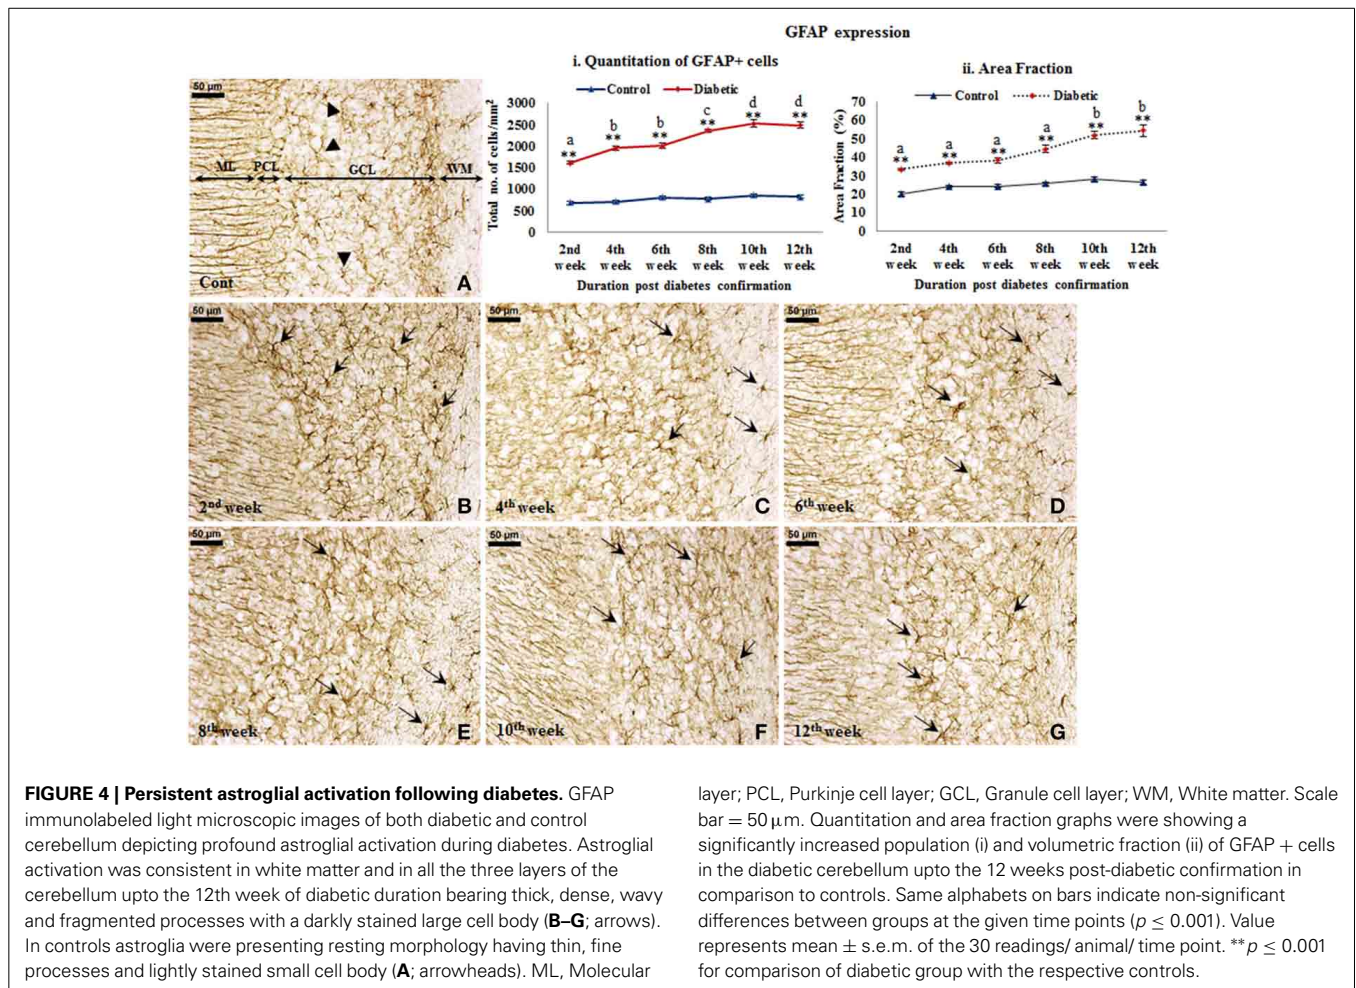 GFAP expression
i. Quantitation of GFAP+ cells
Control Diabetic
Total no. of cells/mm²
3000
2500
2000
1500
1000
500
0
a b b c d d
** ** ** ** ** **
2nd week 4th week 6th week 8th week 10th week 12th week
Duration post diabetes confirmation
ii. Area Fraction
Control Diabetic
Area Fraction (%)
70
60
50
40
30
20
10
0
a a a a b b
** ** ** ** ** **
2nd week 4th week 6th week 8th week 10th week 12th week
Duration post diabetes confirmation
50 μm
ML PCL GCL WM
Cont A
50 μm
2nd week B
50 μm
4th week C
50 μm
6th week D
50 μm
8th week E
50 μm
10th week F
50 μm
12th week G
FIGURE 4 | Persistent astroglial activation following diabetes. GFAP
immunolabeled light microscopic images of both diabetic and control
cerebellum depicting profound astroglial activation during diabetes. Astroglial
activation was consistent in white matter and in all the three layers of the
cerebellum upto the 12th week of diabetic duration bearing thick, dense, wavy
and fragmented processes with a darkly stained large cell body (B–G; arrows).
In controls astroglia were presenting resting morphology having thin, fine
processes and lightly stained small cell body (A; arrowheads). ML, Molecular
layer; PCL, Purkinje cell layer; GCL, Granule cell layer; WM, White matter. Scale
bar = 50 μm. Quantitation and area fraction graphs were showing a
significantly increased population (i) and volumetric fraction (ii) of GFAP + cells
in the diabetic cerebellum upto the 12 weeks post-diabetic confirmation in
comparison to controls. Same alphabets on bars indicate non-significant
differences between groups at the given time points (p ≤ 0.001). Value
represents mean ± s.e.m. of the 30 readings/ animal/ time point. **p ≤ 0.001
for comparison of diabetic group with the respective controls.